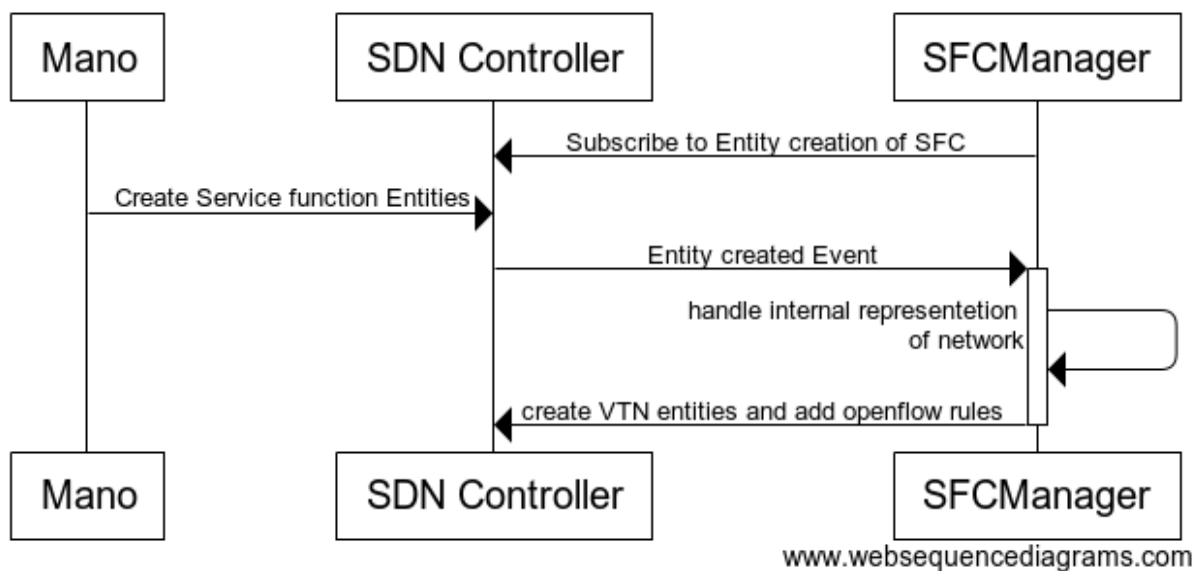 Mano
SDN Controller
SFCManager
Subscribe to Entity creation of SFC
Create Service function Entities
Entity created Event
handle internal representetion
of network
create VTN entities and add openflow rules
Mano
SDN Controller
SFCManager
www.websequencediagrams.com